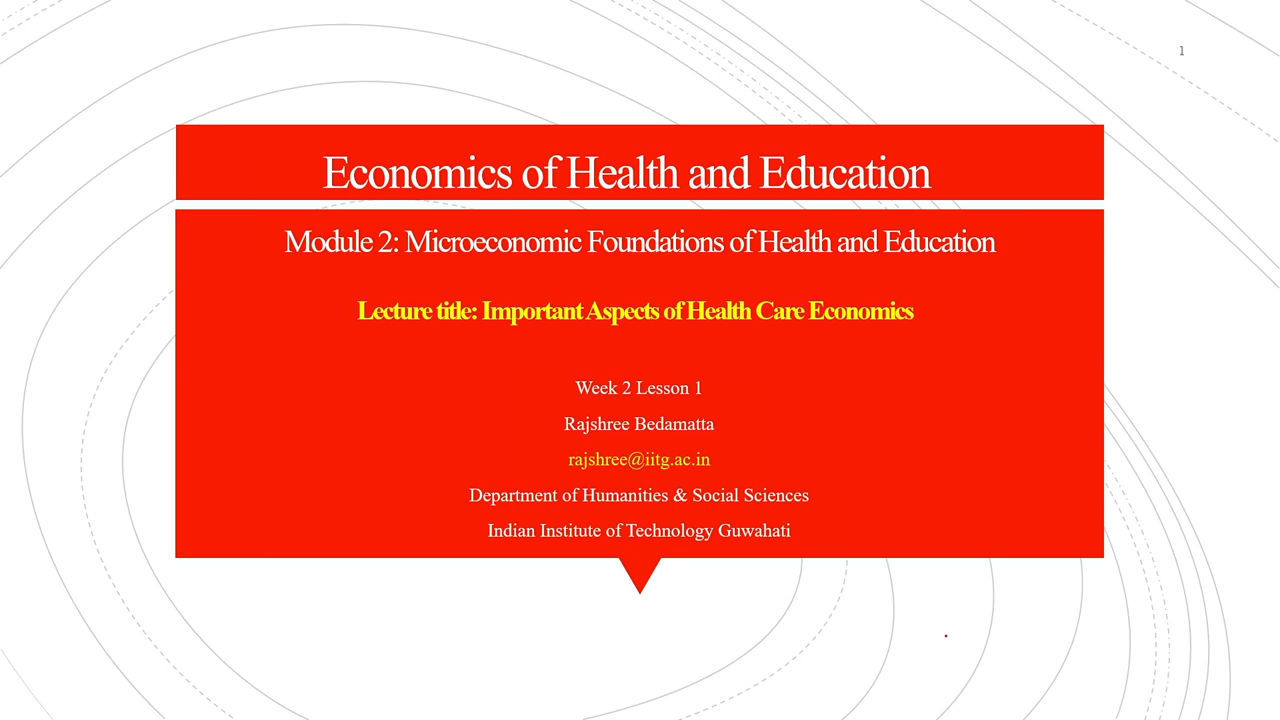 1
Economics of Health and Education
Module 2: Microeconomic Foundations of Health and Education
Lecture title: Important Aspects of Health Care Economics
Week 2 Lesson 1
Rajshree Bedamatta
rajshree@iitg.ac.in
Department of Humanities & Social Sciences
Indian Institute of Technology Guwahati